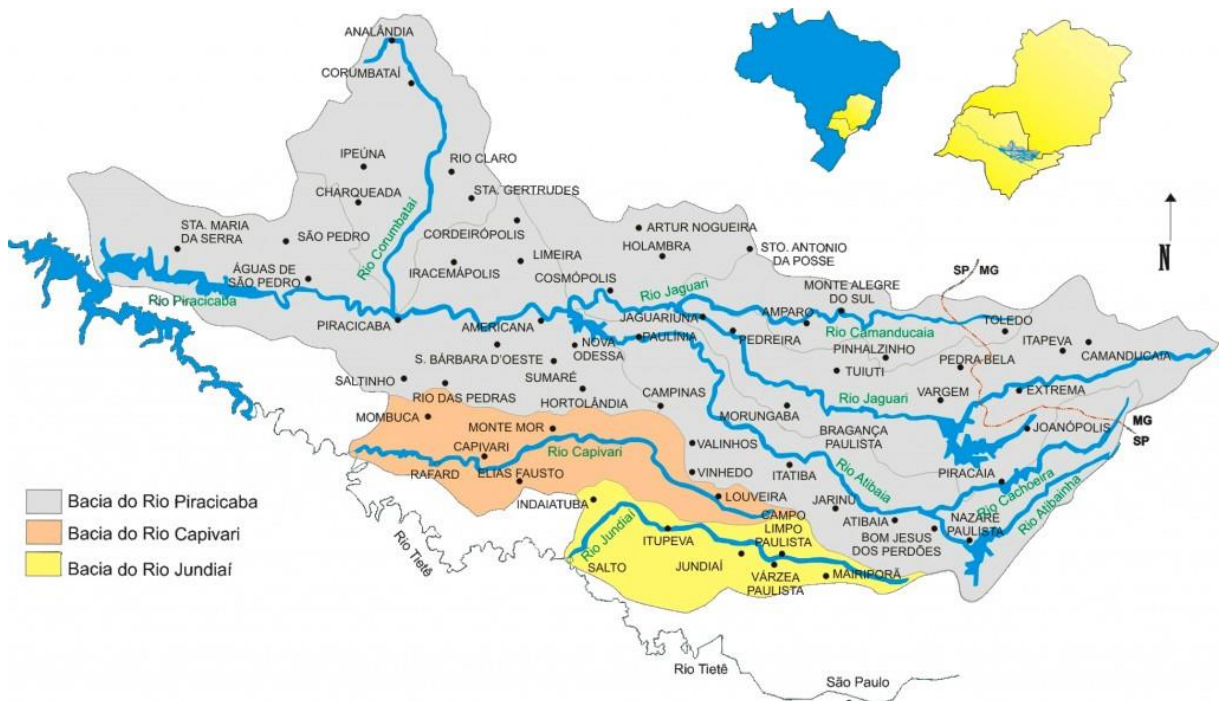 ANALÂNDIA
CORUMBATAÍ
IPEÚNA
RIO CLARO
CHARQUEADA
STA. GERTRUDES
STA. MARIA
DA SERRA
SÃO PEDRO
Rio Corumbataí
CORDEIRÓPOLIS
ARTUR NOGUEIRA
HOLAMBRA
STO. ANTONIO
DA POSSE
N
SP
MG
ÁGUAS DE
SÃO PEDRO
IRACEMÁPOLIS
LIMEIRA
COSMÓPOLIS
Rio Jaguari
MONTE ALEGRE
DO SUL
Rio Piracicaba
PIRACICABA
AMERICANA
JAGUARIUNA
AMPARO
Rio Camanducaia
TOLEDO
NOVA
ODESSA
PAULÍNIA
PEDREIRA
PINHALZINHO
ITAPEVA
CAMANDUCAIA
S. BÁRBARA D'OESTE
PEDRA BELA
TUIUTI
SALTINHO
SUMARÉ
RIO DAS PEDRAS
HORTOLÂNDIA
CAMPINAS
Rio Jaguari
VARGEM
EXTREMA
MOMBUCA
MONTE MOR
MORUNGABA
BRAGANÇA
PAULISTA
JOANÓPOLIS
MG
SP
CAPIVARI
Rio Capivari
VALINHOS
RAFARD
ELIAS FAUSTO
VINHEDO
ITATIBA
Rio Atibaia
PIRACAIA
Rio Cachoeira
Rio Atibainha
Bacia do Rio Piracicaba
INDAIATUBA
LOUVEIRA
JARINÚ
ATIBAIA
CAMPO
LIMPO
PAULISTA
BOM JESUS
DOS PERDÕES
NAZARÉ
PAULISTA
Bacia do Rio Capivari
Rio Jundiaí
ITUPEVA
Bacia do Rio Jundiaí
Rio Tietê
SALTO
JUNDIAÍ
VÁRZEA
PAULISTA
MAIRIPORÃ
Rio Tietê
São Paulo